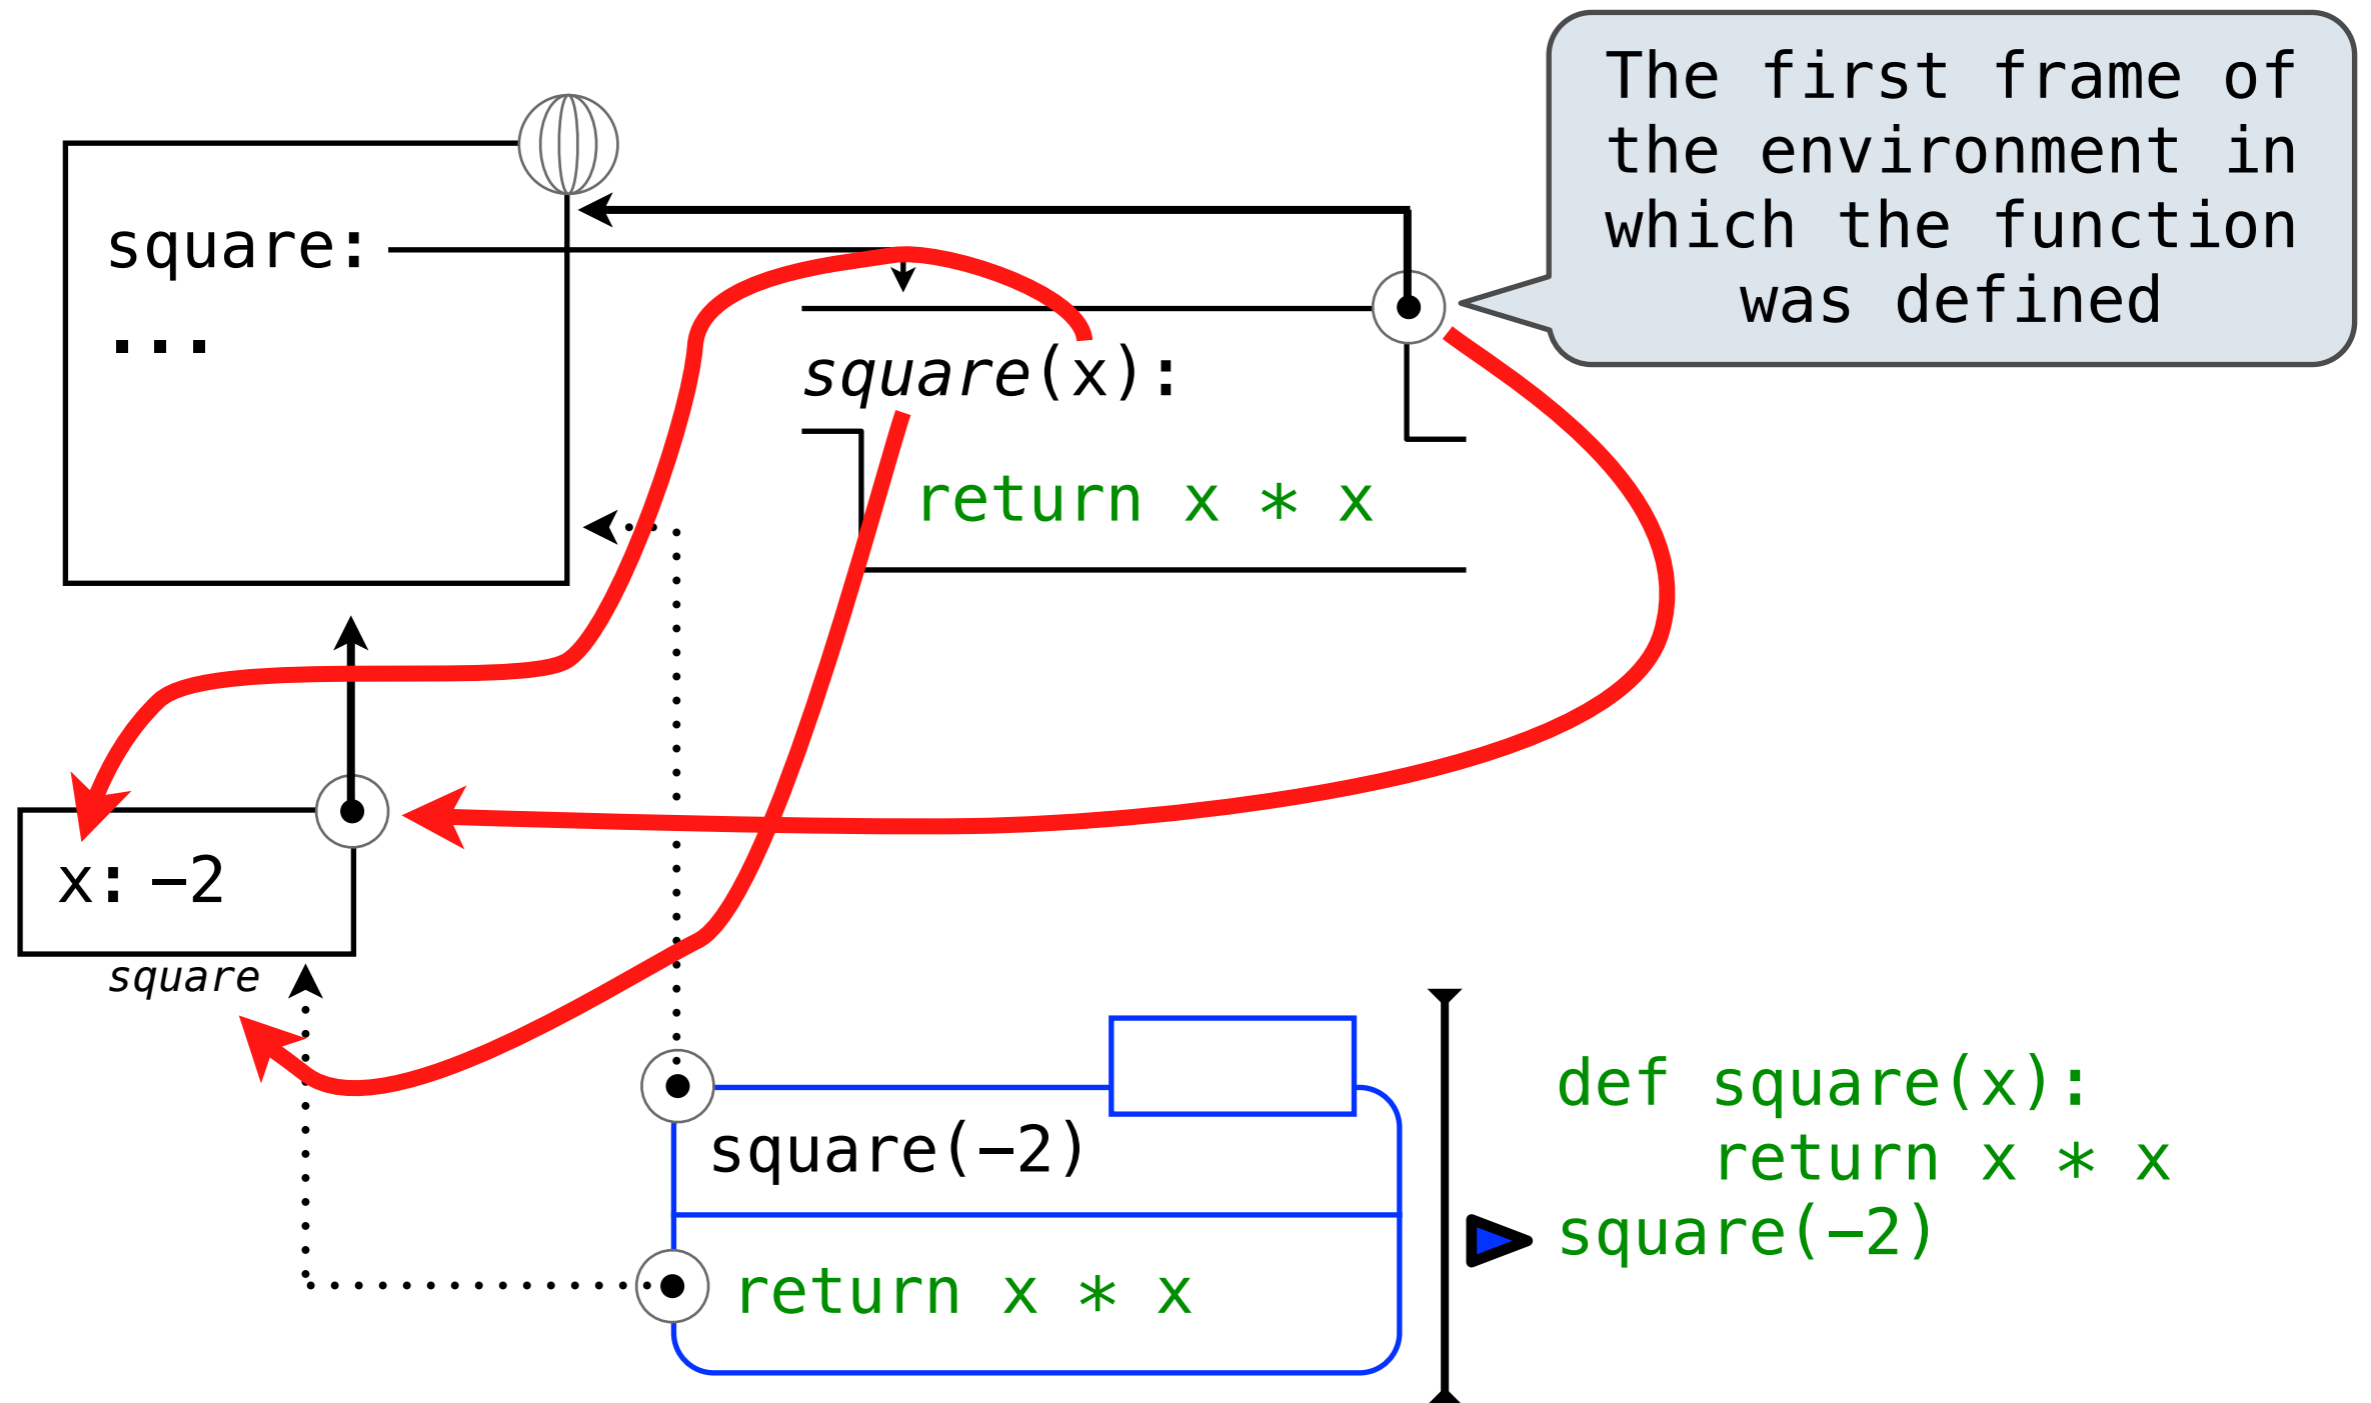 The first frame of
the environment in
which the function
was defined
square:
...
square(x):
return x * x
x: −2
square
square(−2)
return x * x
def square(x):
return x * x
square(−2)